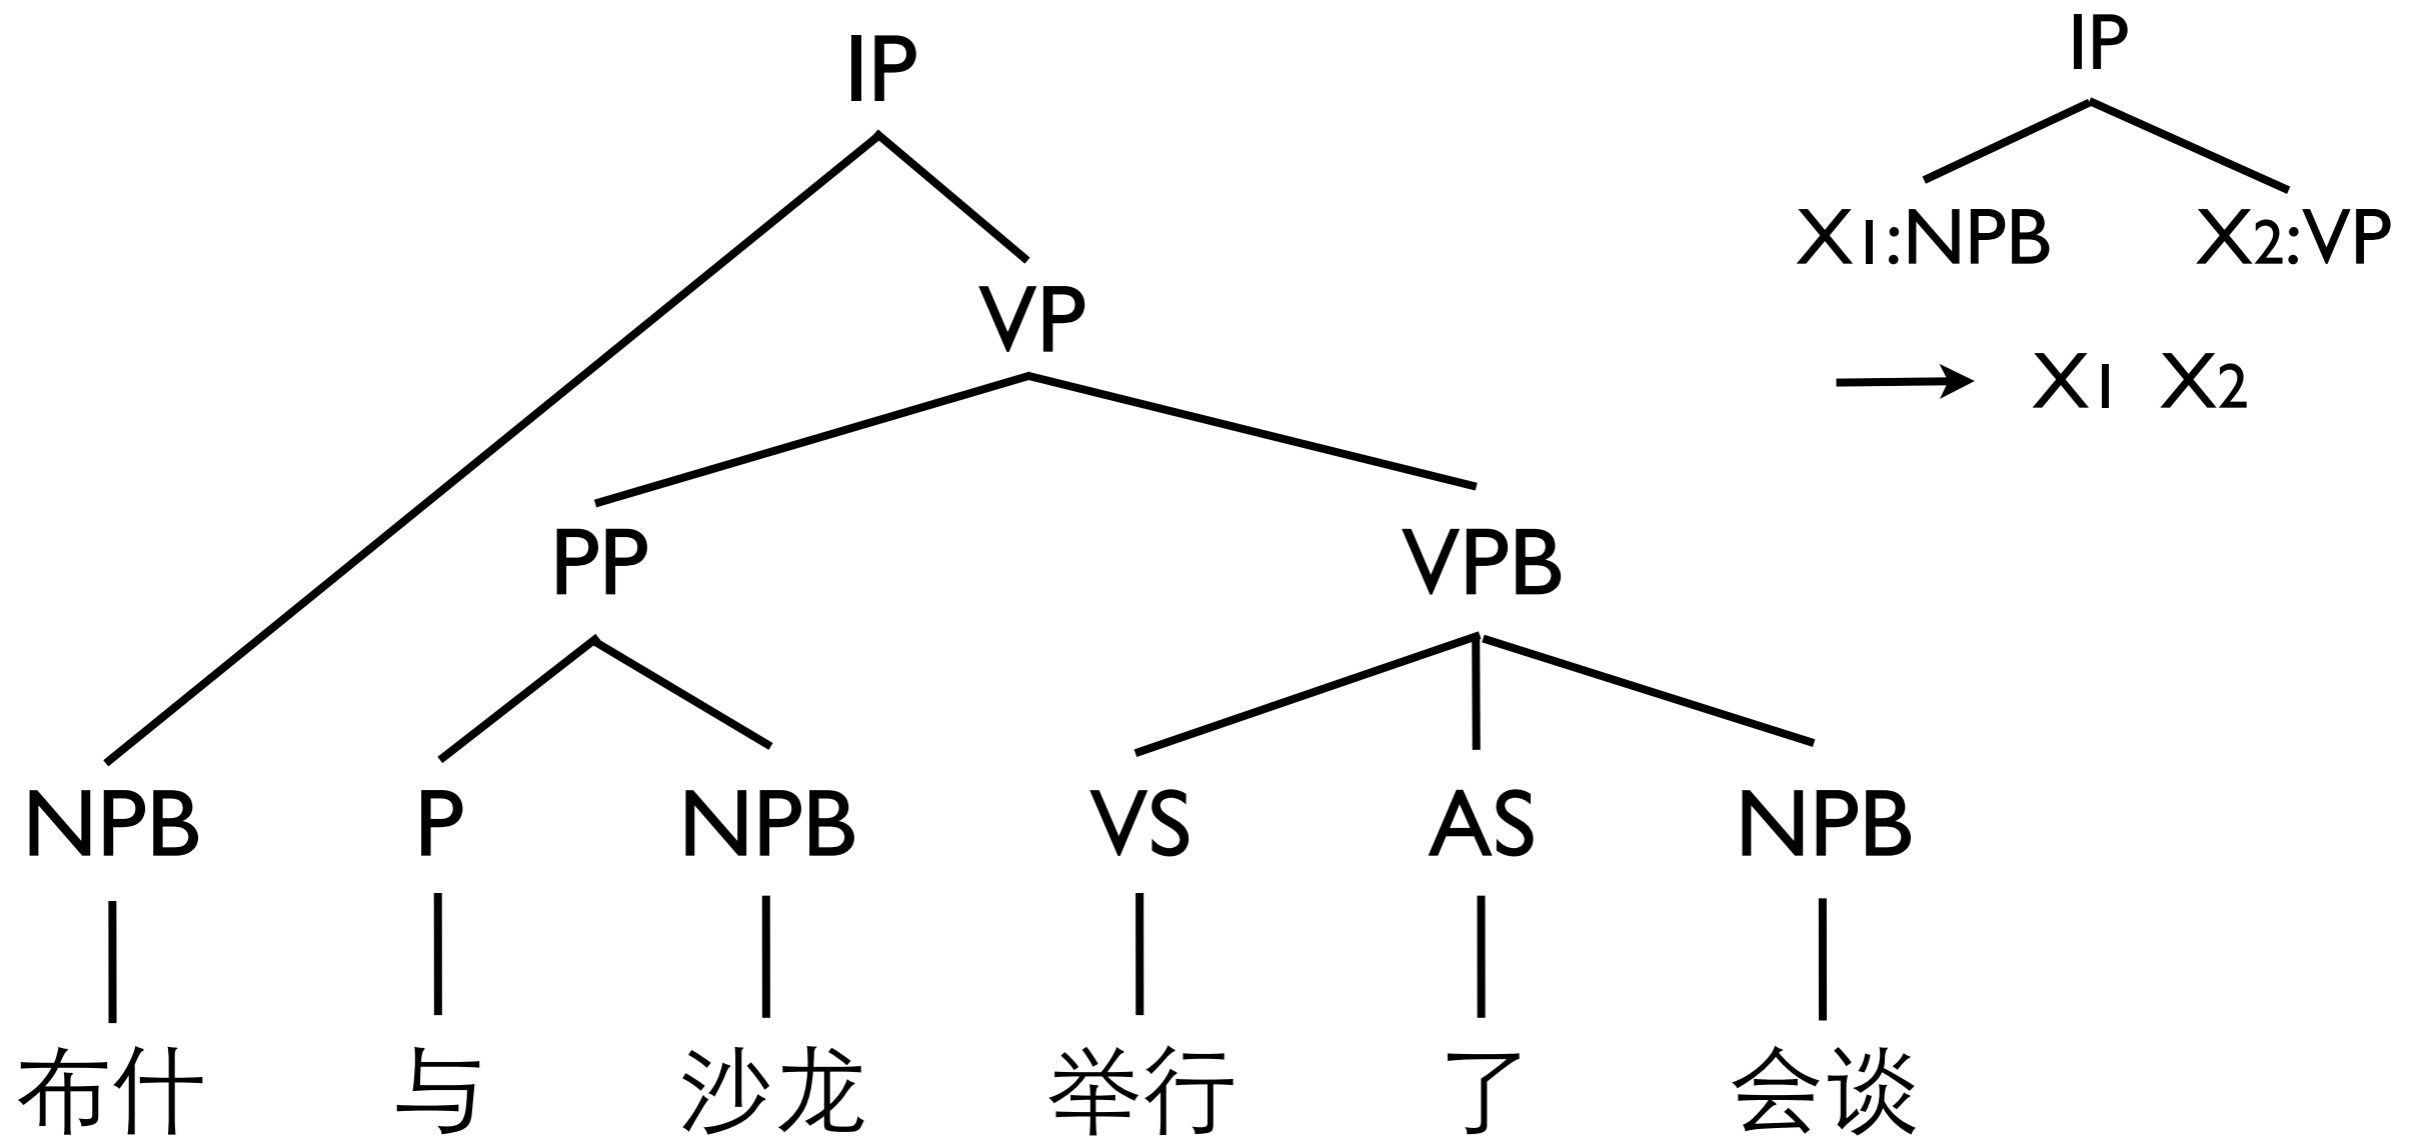 IP
IP
X1:NPB X2:VP
VP
→ X1 X2
PP VPB
NPB P NPB VS AS NPB
布什 与 沙龙 举行 了 会谈